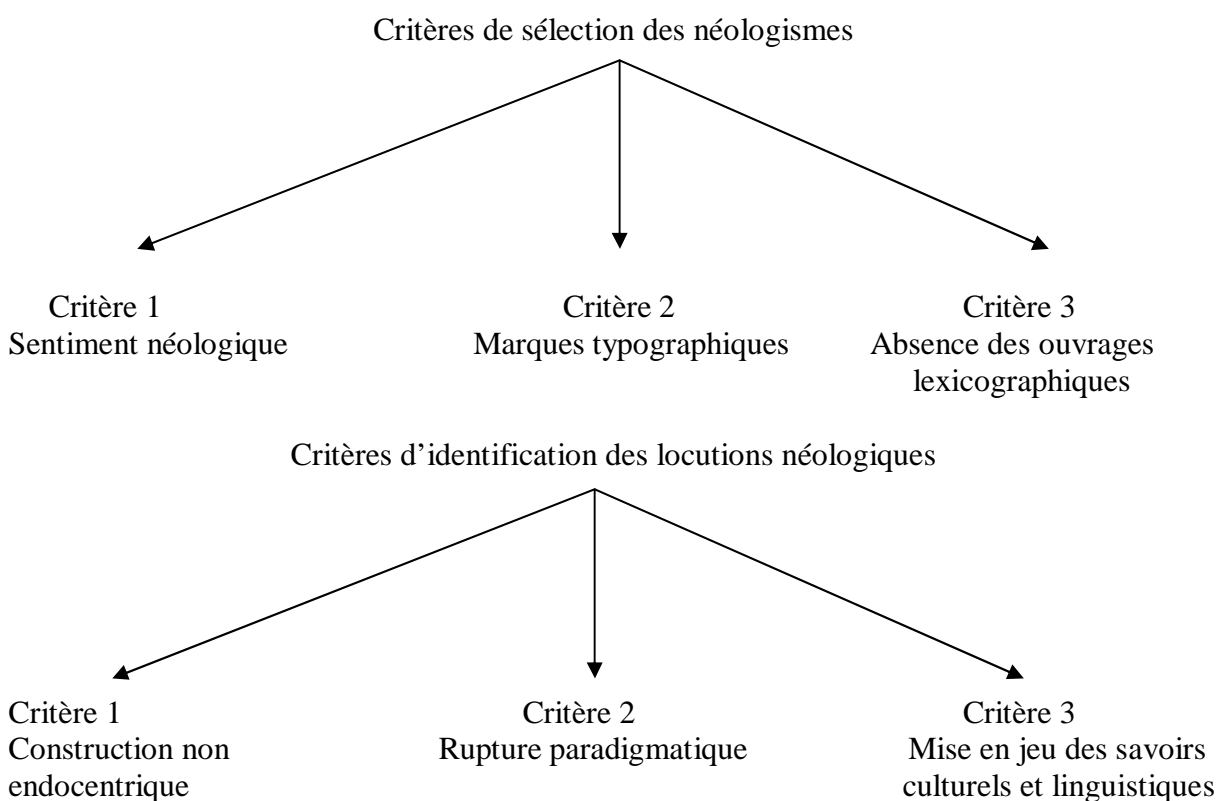 Critères de sélection des néologismes
Critère 1
Sentiment néologique
Critère 2
Marques typographiques
Critère 3
Absence des ouvrages
lexicographiques
Critères d’identification des locutions néologiques
Critère 1
Construction non
endocentrique
Critère 2
Rupture paradigmatique
Critère 3
Mise en jeu des savoirs
culturels et linguistiques